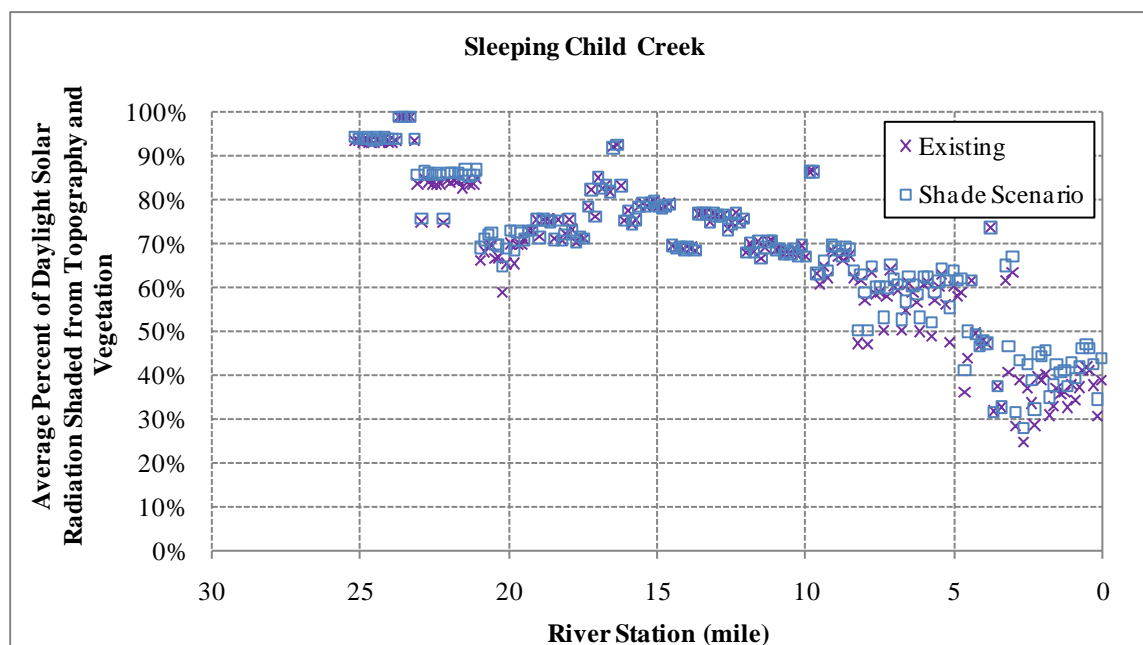 Sleeping Child Creek
Average Percent of Daylight Solar
Radiation Shaded from Topography and
Vegetation
100%
90%
80%
70%
60%
50%
40%
30%
20%
10%
0%
Existing
Shade Scenario
30
25
20
15
10
5
0
River Station (mile)